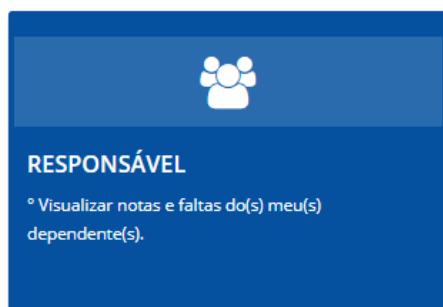 RESPONSÁVEL
° Visualizar notas e faltas do(s) meu(s)
dependente(s).